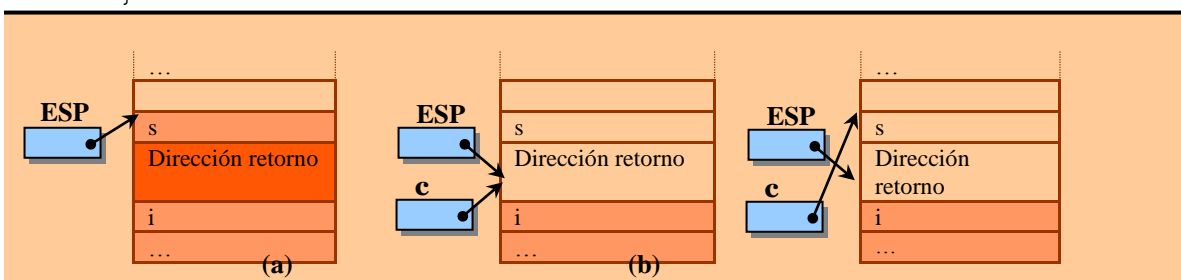 …
ESP
s
Dirección retorno
i
…
(a)
…
ESP
s
Dirección retorno
c
i
…
(b)
…
ESP
s
Dirección
retorno
c
i
…